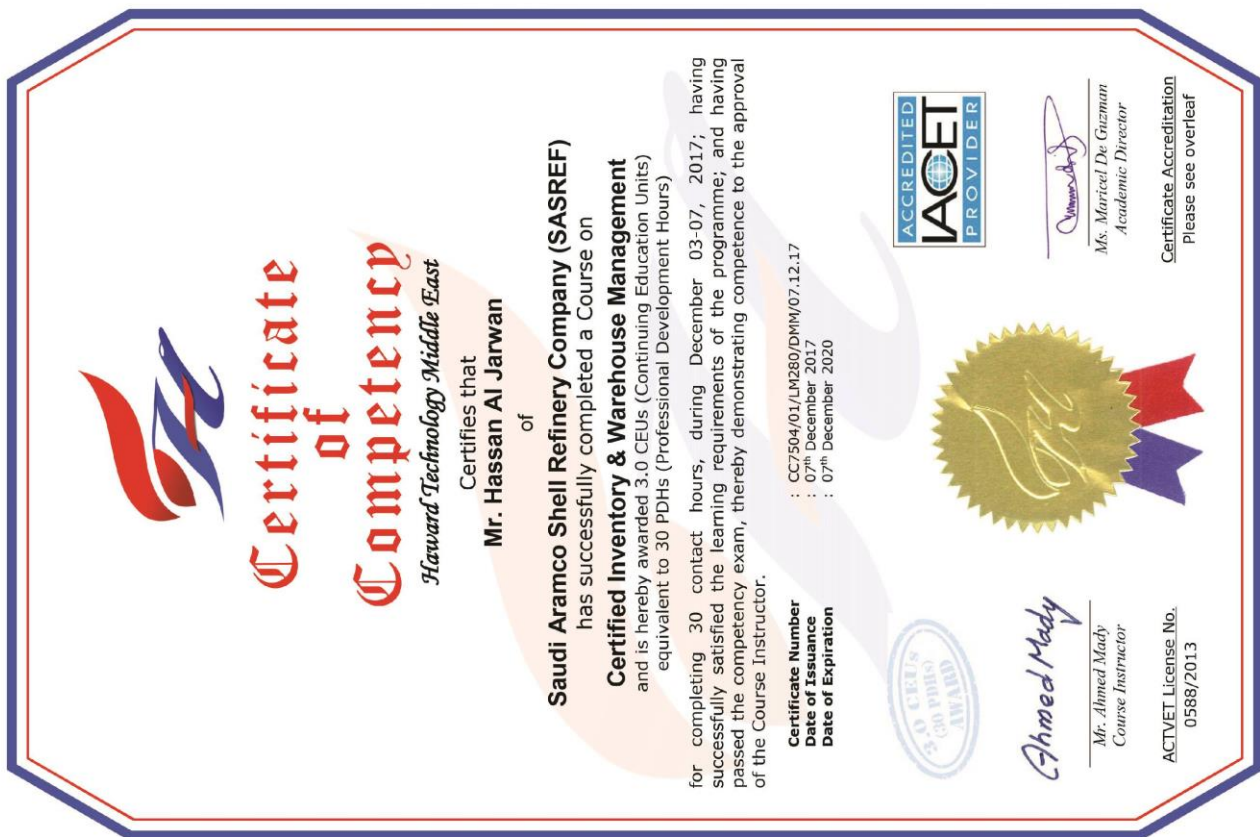 Certificate
of
Competency
Haward Technology Middle East
Certifies that
Mr. Hassan Al Jarwan
of
Saudi Aramco Shell Refinery Company (SASREF)
has successfully completed a Course on
Certified Inventory & Warehouse Management
and is hereby awarded 3.0 CEUs (Continuing Education Units)
equivalent to 30 PDHs (Professional Development Hours)
for completing 30 contact hours, during December 03-07, 2017; having
successfully satisfied the learning requirements of the programme; and having
passed the competency exam, thereby demonstrating competence to the approval
of the Course Instructor.
Certificate Number : CC7504/01/LM280/DMM/07.12.17
Date of Issuance : 07th December 2017
Date of Expiration : 07th December 2020
3.0 CEUs
(30 PDHs)
AWARD
ACCREDITED
IACET
PROVIDER
Ahmed Mady
Mr. Ahmed Mady
Course Instructor
Ms. Maricel De Guzman
Academic Director
ACTVET License No.
0588/2013
Certificate Accreditation
Please see overleaf